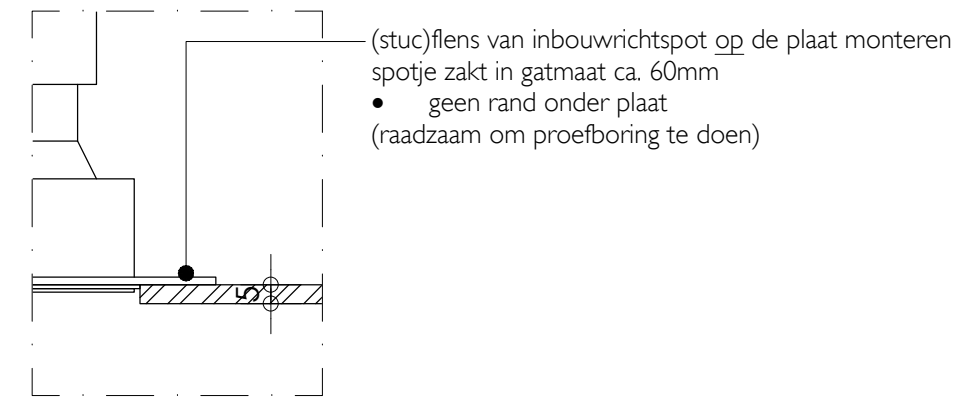 (stuc)flens van inbouwrichtspot op de plaat monteren
spotje zakt in gatmaat ca. 60mm
• geen rand onder plaat
(raadzaam om proefboring te doen)
5